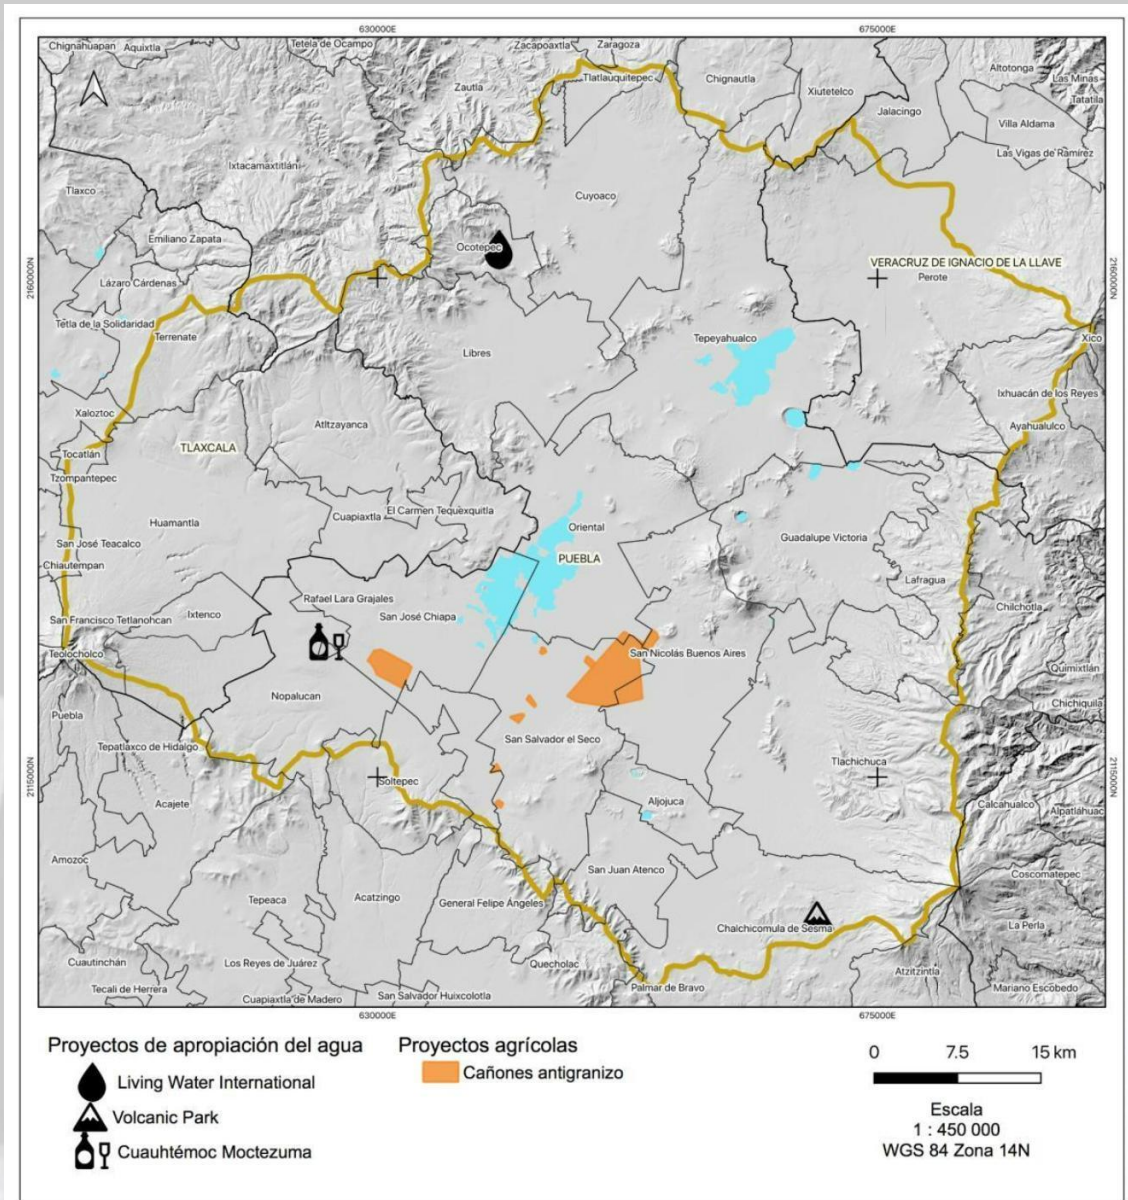 630000E
675000E
Chignahuapan
Aquixtla
Tetela de Ocampo
Zacapoaxtla
Zaragoza
Zautla
Tlatlauquitepec
Chignautla
Xiutetelco
Altotonga
Las Minas
Tatatila
Jalacingo
Villa Aldama
Las Vigas de Ramírez
Ixtacamaxtitlán
Tlaxco
Cuyoaco
Emiliano Zapata
Ocotepec
2160000N
VERACRUZ DE IGNACIO DE LA LLAVE
2160000N
Perote
Lázaro Cárdenas
Tetla de la Solidaridad
Terrenate
Libres
Tepeyahualco
Xico
Ixhuacán de los Reyes
Xaloztoc
Atltzayanca
Ayahualulco
TLAXCALA
Tocatlán
Tzompantepec
Cuapiaxtla
El Carmen Tequexquitla
Huamantla
Oriental
Guadalupe Victoria
San José Teacalco
PUEBLA
Chiautempan
Lafragua
Rafael Lara Grajales
San José Chiapa
Chilchotla
Ixtenco
San Francisco Tetlanohcan
Teolocholco
San Nicolás Buenos Aires
Quimixtlán
Nopalucan
Chichiquila
Puebla
San Salvador el Seco
Tepatlaxco de Hidalgo
2115000N
Tlachichuca
2115000N
Soltepec
Acajete
Aljojuca
Calcahualco
Alpatláhuac
Amozoc
San Juan Atenco
Coscomatepec
Tepeaca
Acatzingo
General Felipe Ángeles
Chalchicomula de Sesma
La Perla
Cuautinchán
Los Reyes de Juárez
Quecholac
Atzitzintla
Tecali de Herrera
Cuapiaxtla de Madero
San Salvador Huixcolotla
Palmar de Bravo
Mariano Escobedo
630000E
675000E
Proyectos de apropiación del agua
Living Water International
Volcanic Park
Cuauhtémoc Moctezuma
Proyectos agrícolas
Cañones antigranizo
0 7.5 15 km
Escala
1 : 450 000
WGS 84 Zona 14N